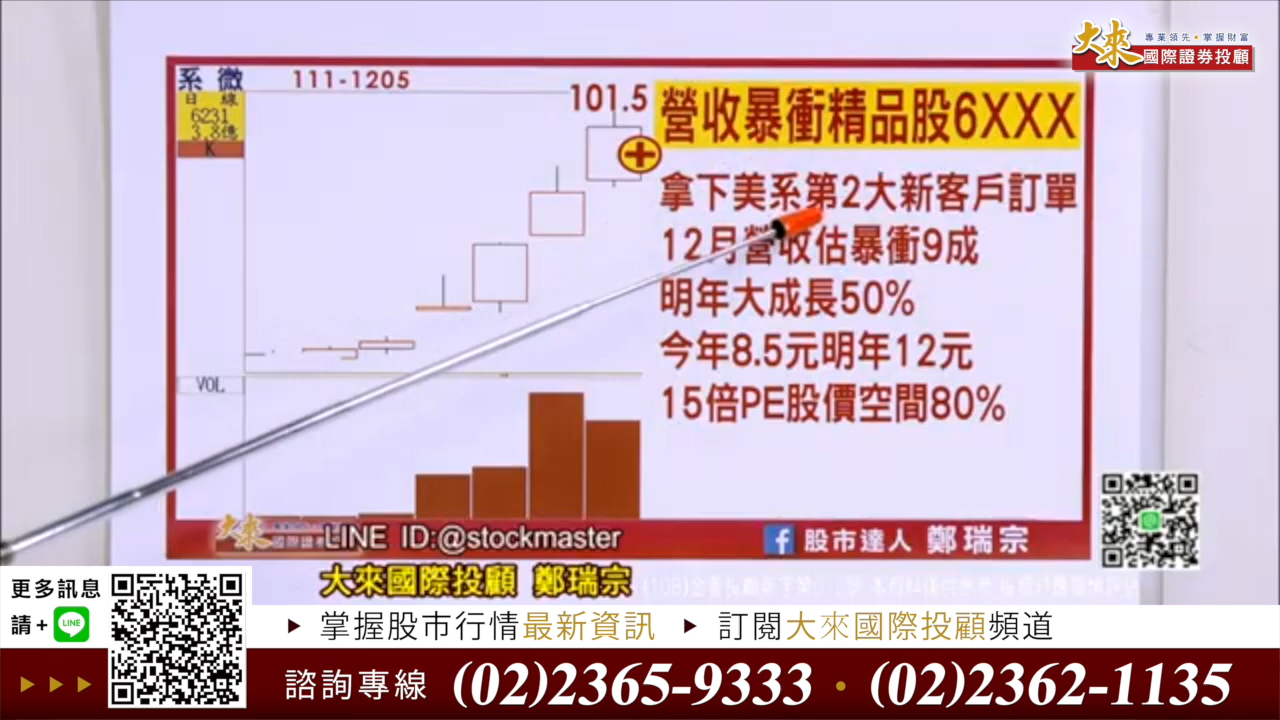 大來
專業領先•掌握財富
國際證券投顧
系 微 111-1205
日 線
6231
3.8億
K
101.5
營收暴衝精品股6XXX
拿下美系第2大新客戶訂單
12月營收估暴衝9成
明年大成長50%
今年8.5元明年12元
15倍PE股價空間80%
VOL
大來
LINE ID:@stockmaster
f 股市達人 鄭瑞宗
大來國際投顧 鄭瑞宗
更多訊息
請+ LINE
掌握股市行情最新資訊 訂閱大來國際投顧頻道
諮詢專線 (02)2365-9333 • (02)2362-1135